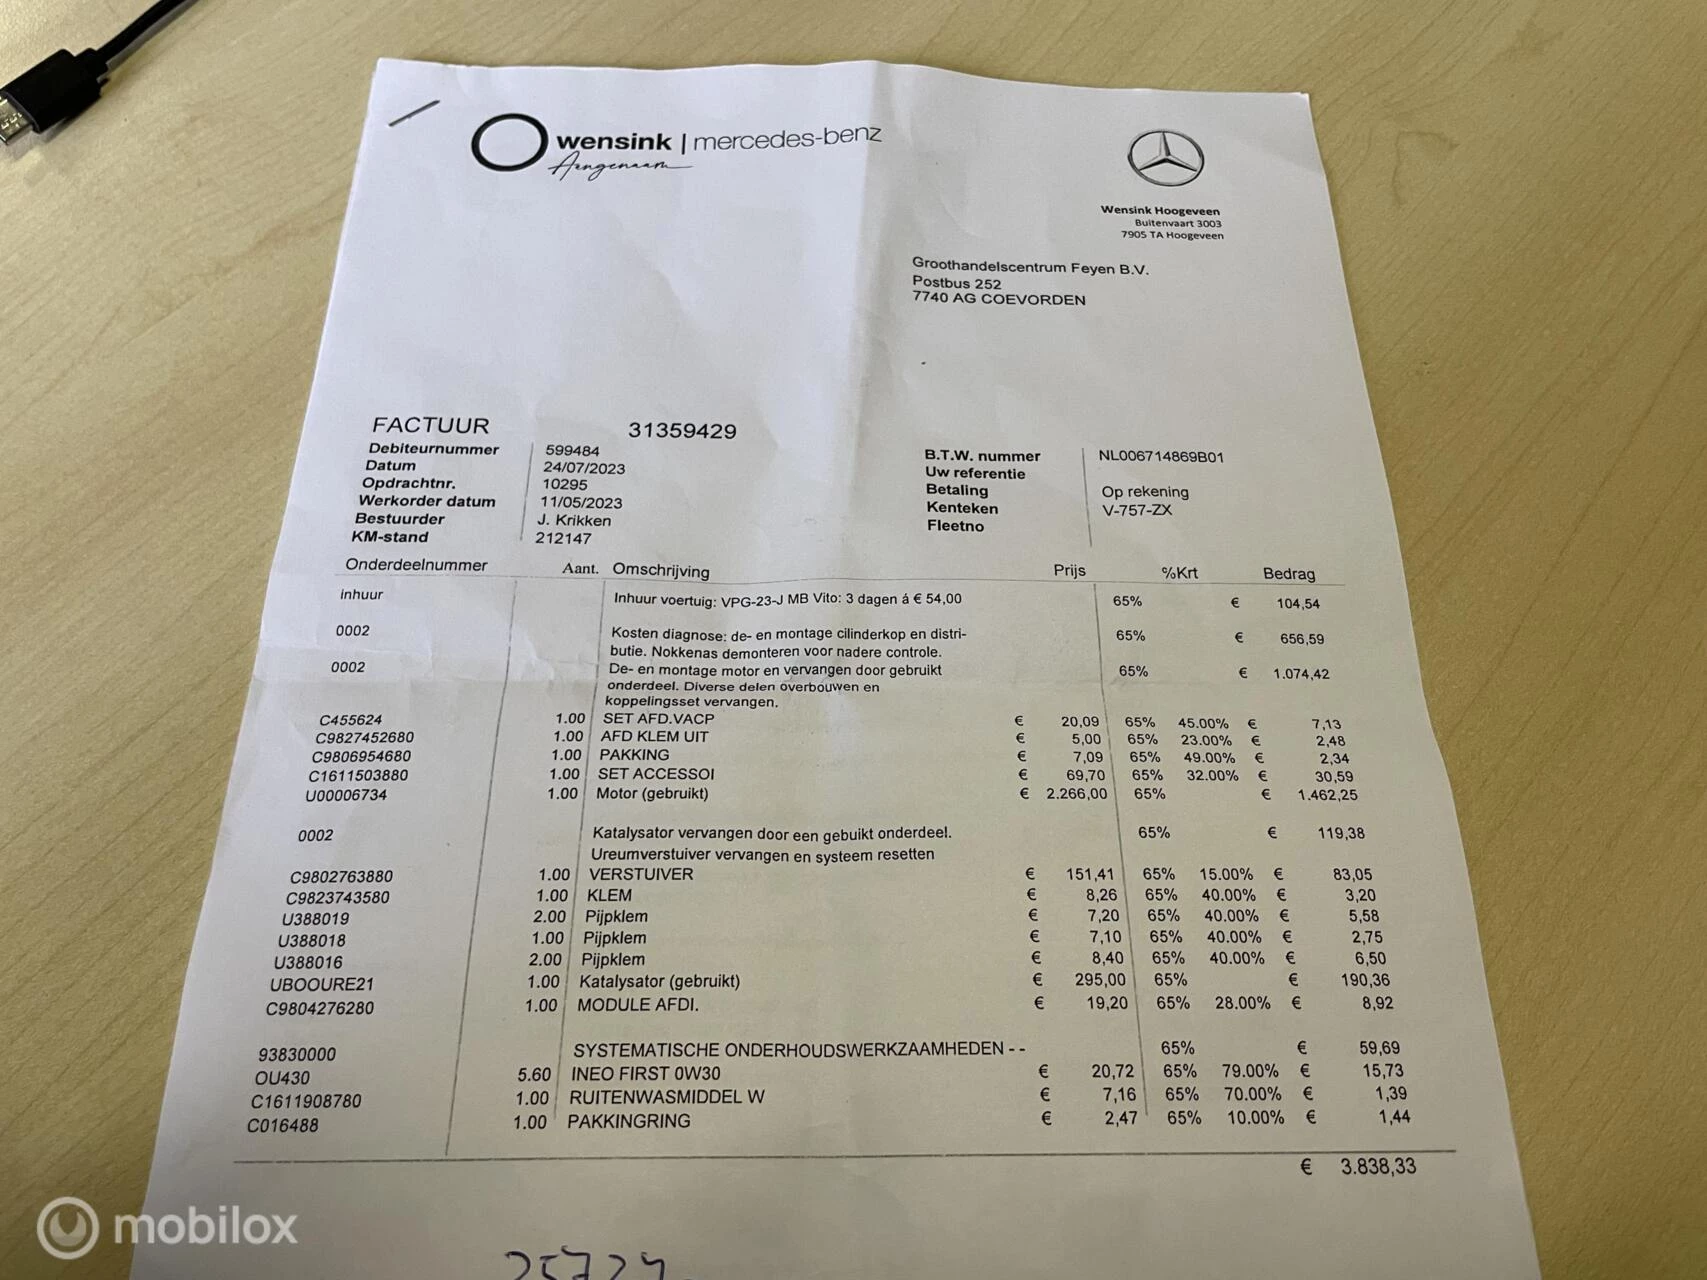 wensink | mercedes-benz
Aangenaam
Wensink Hoogeveen
Buitenvaart 3003
7905 TA Hoogeveen
Groothandelscentrum Feyen B.V.
Postbus 252
7740 AG COEVORDEN
FACTUUR 31359429
Debiteurnummer 599484 B.T.W. nummer NL006714869B01
Datum 24/07/2023 Uw referentie
Opdrachtnr. 10295 Betaling Op rekening
Werkorder datum 11/05/2023 Kenteken V-757-ZX
Bestuurder J. Krikken Fleetno
KM-stand 212147
Onderdeelnummer Aant. Omschrijving Prijs %Krt Bedrag
inhuur Inhuur voertuig: VPG-23-J MB Vito: 3 dagen á € 54,00 65% € 104,54
0002 Kosten diagnose: de- en montage cilinderkop en distri- 65% € 656,59
butie. Nokkenas demonteren voor nadere controle.
0002 De- en montage motor en vervangen door gebruikt 65% € 1.074,42
onderdeel. Diverse delen overbouwen en
koppelingsset vervangen.
C455624 1.00 SET AFD.VACP € 20,09 65% 45.00% € 7,13
C9827452680 1.00 AFD KLEM UIT € 5,00 65% 23.00% € 2,48
C9806954680 1.00 PAKKING € 7,09 65% 49.00% € 2,34
C1611503880 1.00 SET ACCESSOI € 69,70 65% 32.00% € 30,59
U00006734 1.00 Motor (gebruikt) € 2.266,00 65% € 1.462,25
0002 Katalysator vervangen door een gebuikt onderdeel. 65% € 119,38
Ureumverstuiver vervangen en systeem resetten
C9802763880 1.00 VERSTUIVER € 151,41 65% 15.00% € 83,05
C9823743580 1.00 KLEM € 8,26 65% 40.00% € 3,20
U388019 2.00 Pijpklem € 7,20 65% 40.00% € 5,58
U388018 1.00 Pijpklem € 7,10 65% 40.00% € 2,75
U388016 2.00 Pijpklem € 8,40 65% 40.00% € 6,50
UBOOURE21 1.00 Katalysator (gebruikt) € 295,00 65% € 190,36
C9804276280 1.00 MODULE AFDI. € 19,20 65% 28.00% € 8,92
93830000 SYSTEMATISCHE ONDERHOUDSWERKZAAMHEDEN - - 65% € 59,69
OU430 5.60 INEO FIRST 0W30 € 20,72 65% 79.00% € 15,73
C1611908780 1.00 RUITENWASMIDDEL W € 7,16 65% 70.00% € 1,39
C016488 1.00 PAKKINGRING € 2,47 65% 10.00% € 1,44
€ 3.838,33
mobilox